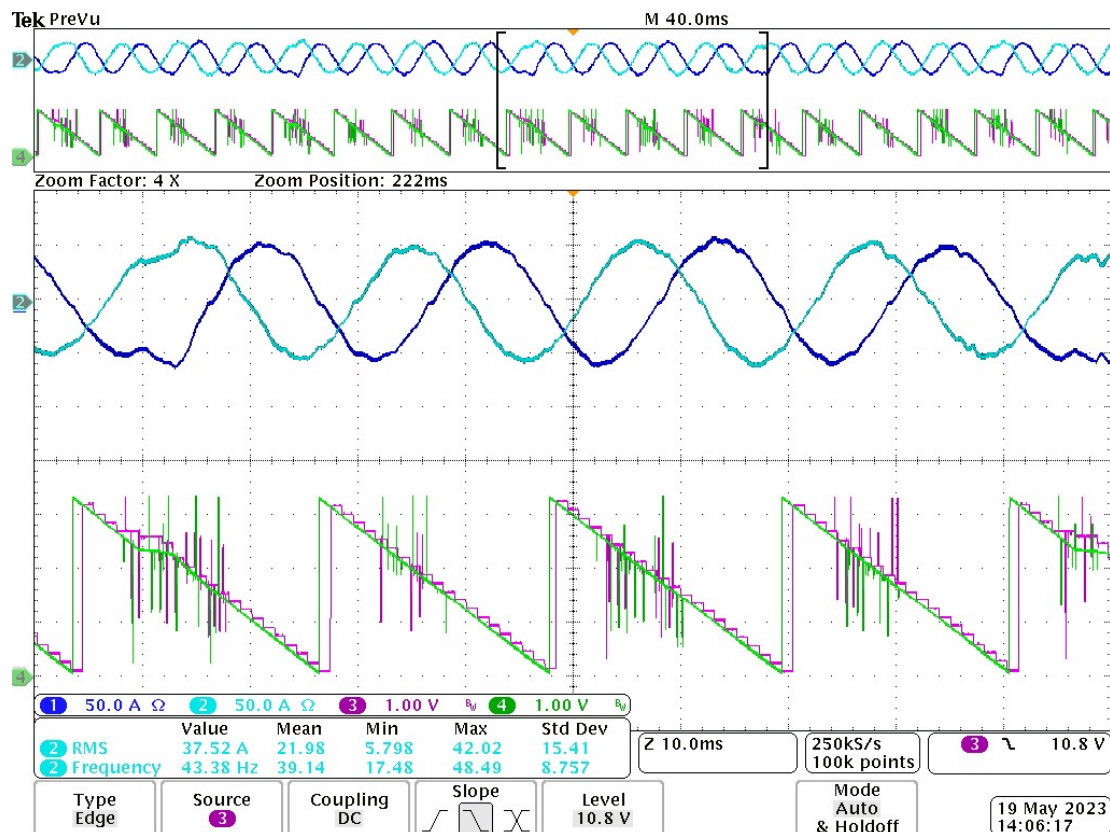 Tek PreVu M 40.0ms
2
4
Zoom Factor: 4 X Zoom Position: 222ms
2
4
1 50.0 A Ω 2 50.0 A Ω 3 1.00 V BW 4 1.00 V BW
Value Mean Min Max Std Dev
2 RMS 37.52 A 21.98 5.798 42.02 15.41
2 Frequency 43.38 Hz 39.14 17.48 48.49 8.757
Z 10.0ms
250kS/s
100k points
3 10.8 V
Type
Edge
Source
3
Coupling
DC
Slope
Level
10.8 V
Mode
Auto
& Holdoff
19 May 2023
14:06:17